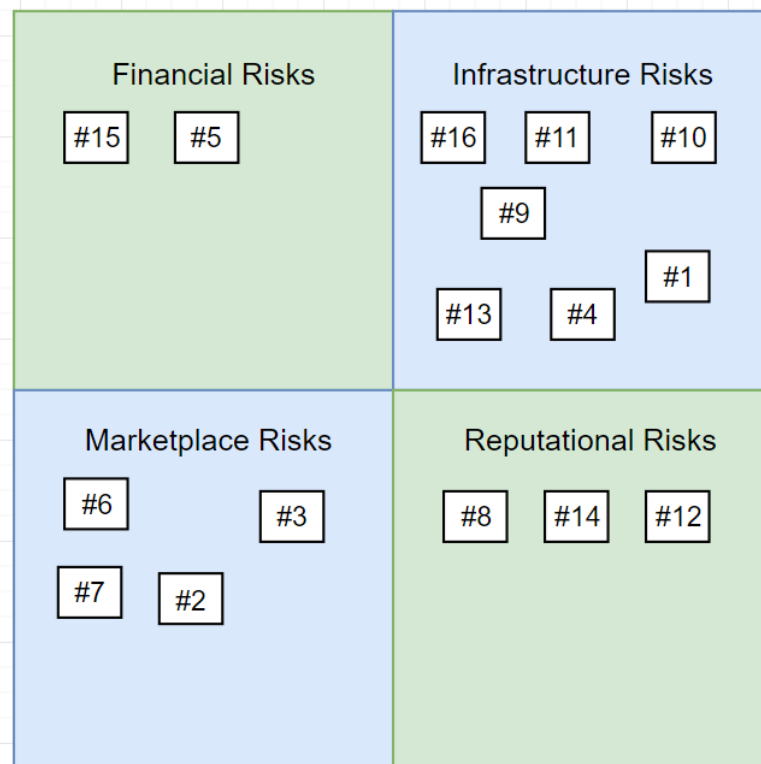 Financial Risks
#15 #5
Infrastructure Risks
#16 #11 #10
#9
#1
#13 #4
Marketplace Risks
#6 #3
#7 #2
Reputational Risks
#8 #14 #12